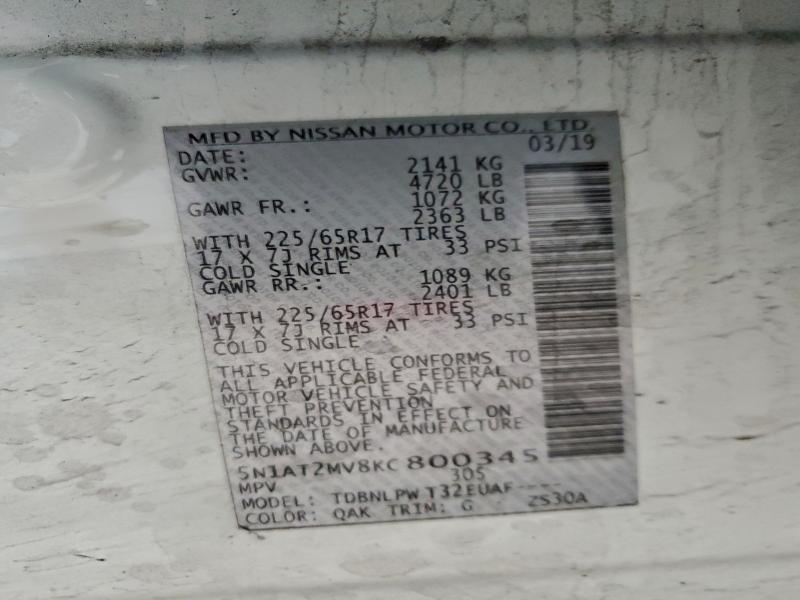 MFD BY NISSAN MOTOR CO., LTD.
DATE: 03/19
GVWR: 2141 KG
4720 LB
GAWR FR.: 1072 KG
2363 LB
WITH 225/65R17 TIRES
17 X 7J RIMS AT 33 PSI
COLD SINGLE
GAWR RR.: 1089 KG
2401 LB
WITH 225/65R17 TIRES
17 X 7J RIMS AT 33 PSI
COLD SINGLE
THIS VEHICLE CONFORMS TO
ALL APPLICABLE FEDERAL
MOTOR VEHICLE SAFETY AND
THEFT PREVENTION
STANDARDS IN EFFECT ON
THE DATE OF MANUFACTURE
SHOWN ABOVE.
5N1AT2MV8KC800345
MPV 305
MODEL: TDBNLPW T32EUAF----
COLOR: QAK TRIM: G ZS30A